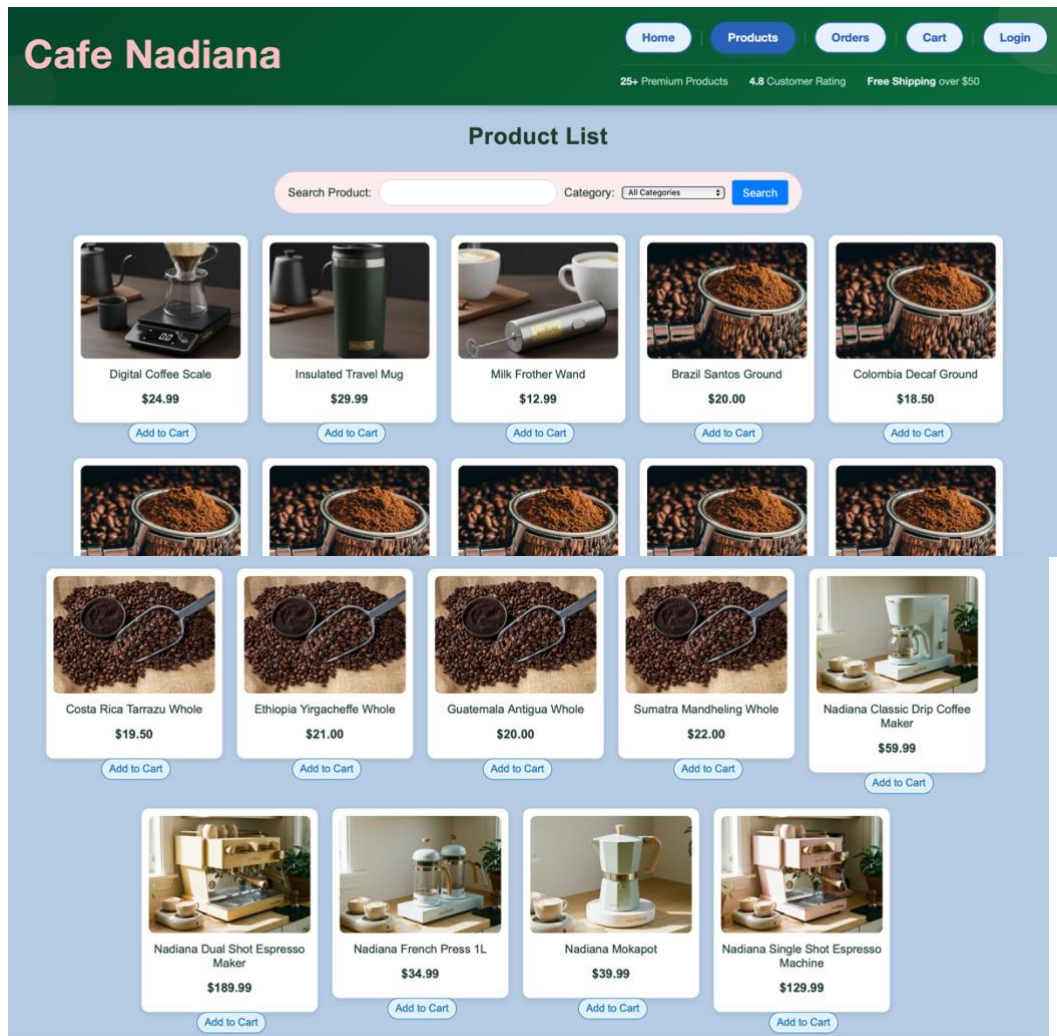 Cafe Nadiana
Home
Products
Orders
Cart
Login
25+ Premium Products
4.8 Customer Rating
Free Shipping over $50
Product List
Search Product:
Category:
All Categories
Search
Digital Coffee Scale
$24.99
Add to Cart
Insulated Travel Mug
$29.99
Add to Cart
Milk Frother Wand
$12.99
Add to Cart
Brazil Santos Ground
$20.00
Add to Cart
Colombia Decaf Ground
$18.50
Add to Cart
Costa Rica Tarrazu Whole
$19.50
Add to Cart
Ethiopia Yirgacheffe Whole
$21.00
Add to Cart
Guatemala Antigua Whole
$20.00
Add to Cart
Sumatra Mandheling Whole
$22.00
Add to Cart
Nadiana Classic Drip Coffee
Maker
$59.99
Add to Cart
Nadiana Dual Shot Espresso
Maker
$189.99
Add to Cart
Nadiana French Press 1L
$34.99
Add to Cart
Nadiana Mokapot
$39.99
Add to Cart
Nadiana Single Shot Espresso
Machine
$129.99
Add to Cart